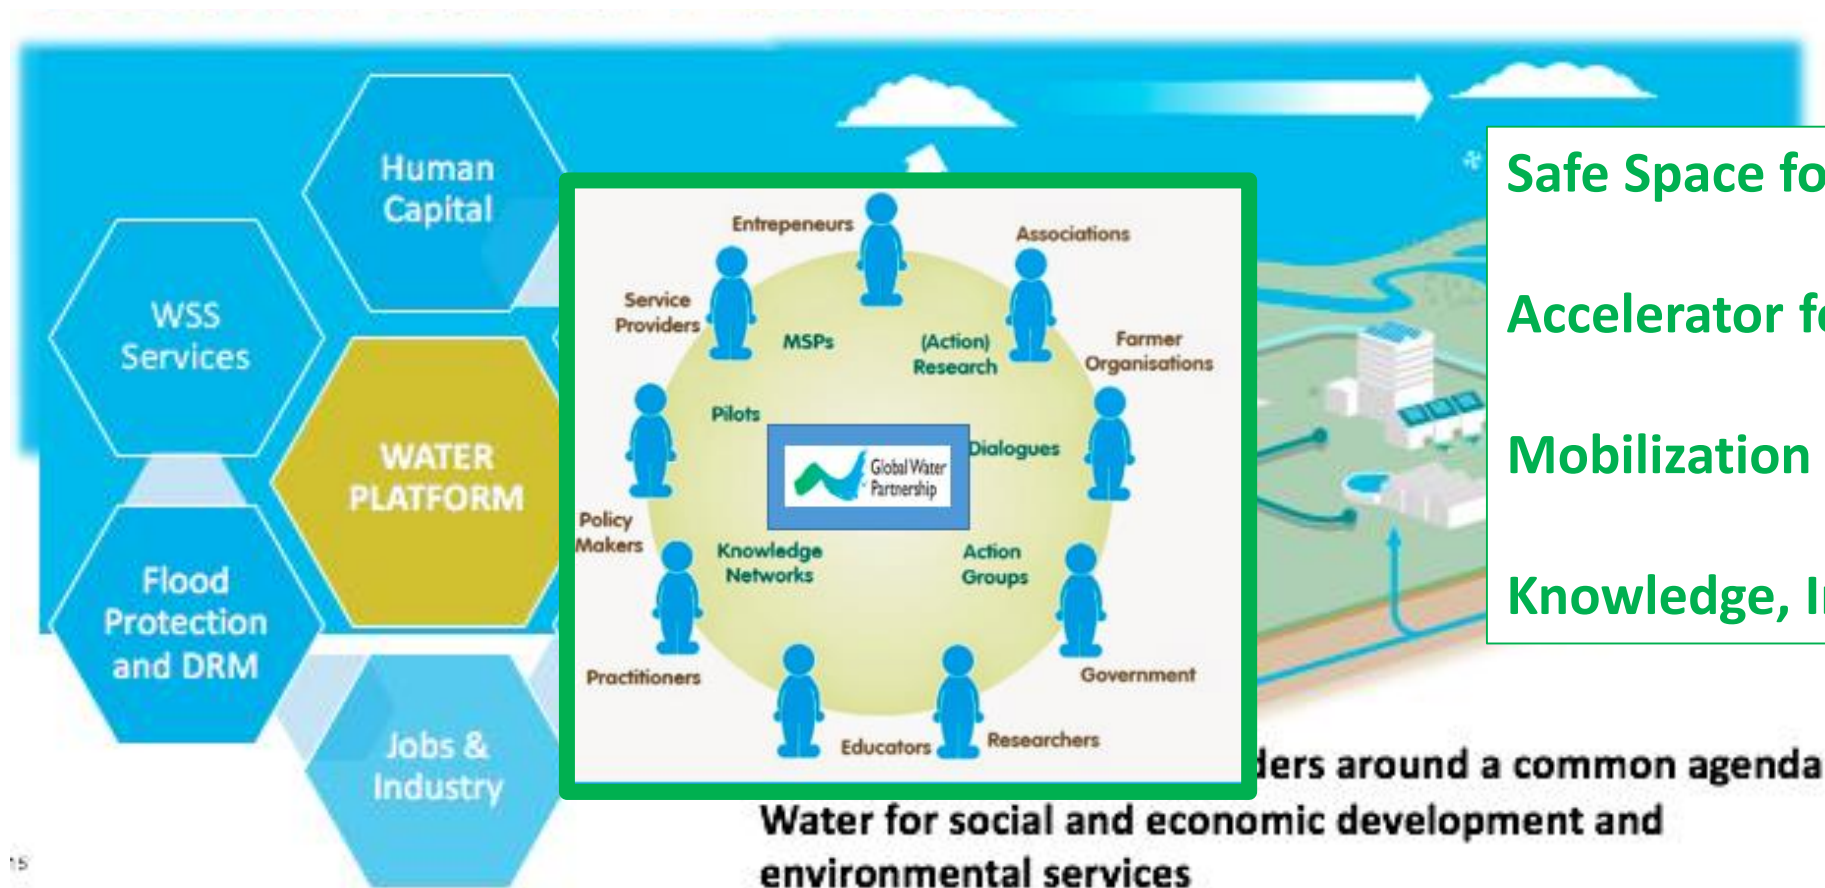 Human
Capital
WSS
Services
WATER
PLATFORM
Flood
Protection
and DRM
Jobs &
Industry
Entrepeneurs
Associations
Service
Providers
MSPs
(Action)
Research
Farmer
Organisations
Pilots
Dialogues
Global Water
Partnership
Policy
Makers
Knowledge
Networks
Action
Groups
Practitioners
Government
Educators
Researchers
Safe Space fo
Accelerator fo
Mobilization
Knowledge, I
ders around a common agenda
Water for social and economic development and
environmental services
15